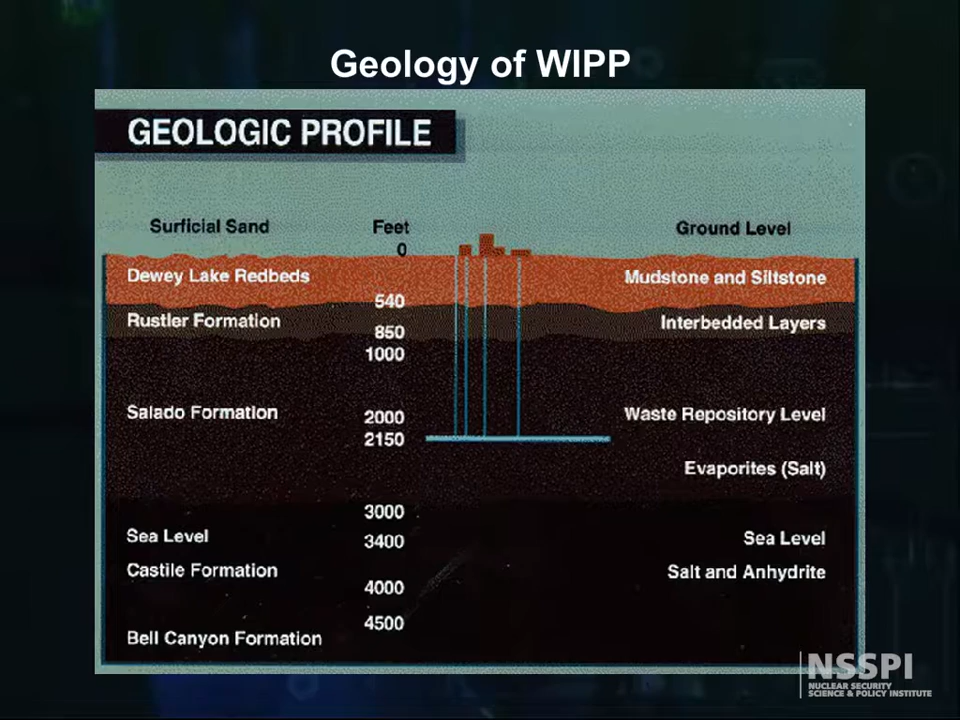 Geology of WIPP
GEOLOGIC PROFILE
Surficial Sand Feet Ground Level
0
Dewey Lake Redbeds Mudstone and Siltstone
540
Rustler Formation Interbedded Layers
850
1000
Salado Formation 2000 Waste Repository Level
2150
Evaporites (Salt)
3000
Sea Level 3400 Sea Level
Castile Formation Salt and Anhydrite
4000
4500
Bell Canyon Formation
NSSPI
NUCLEAR SECURITY
SCIENCE & POLICY INSTITUTE